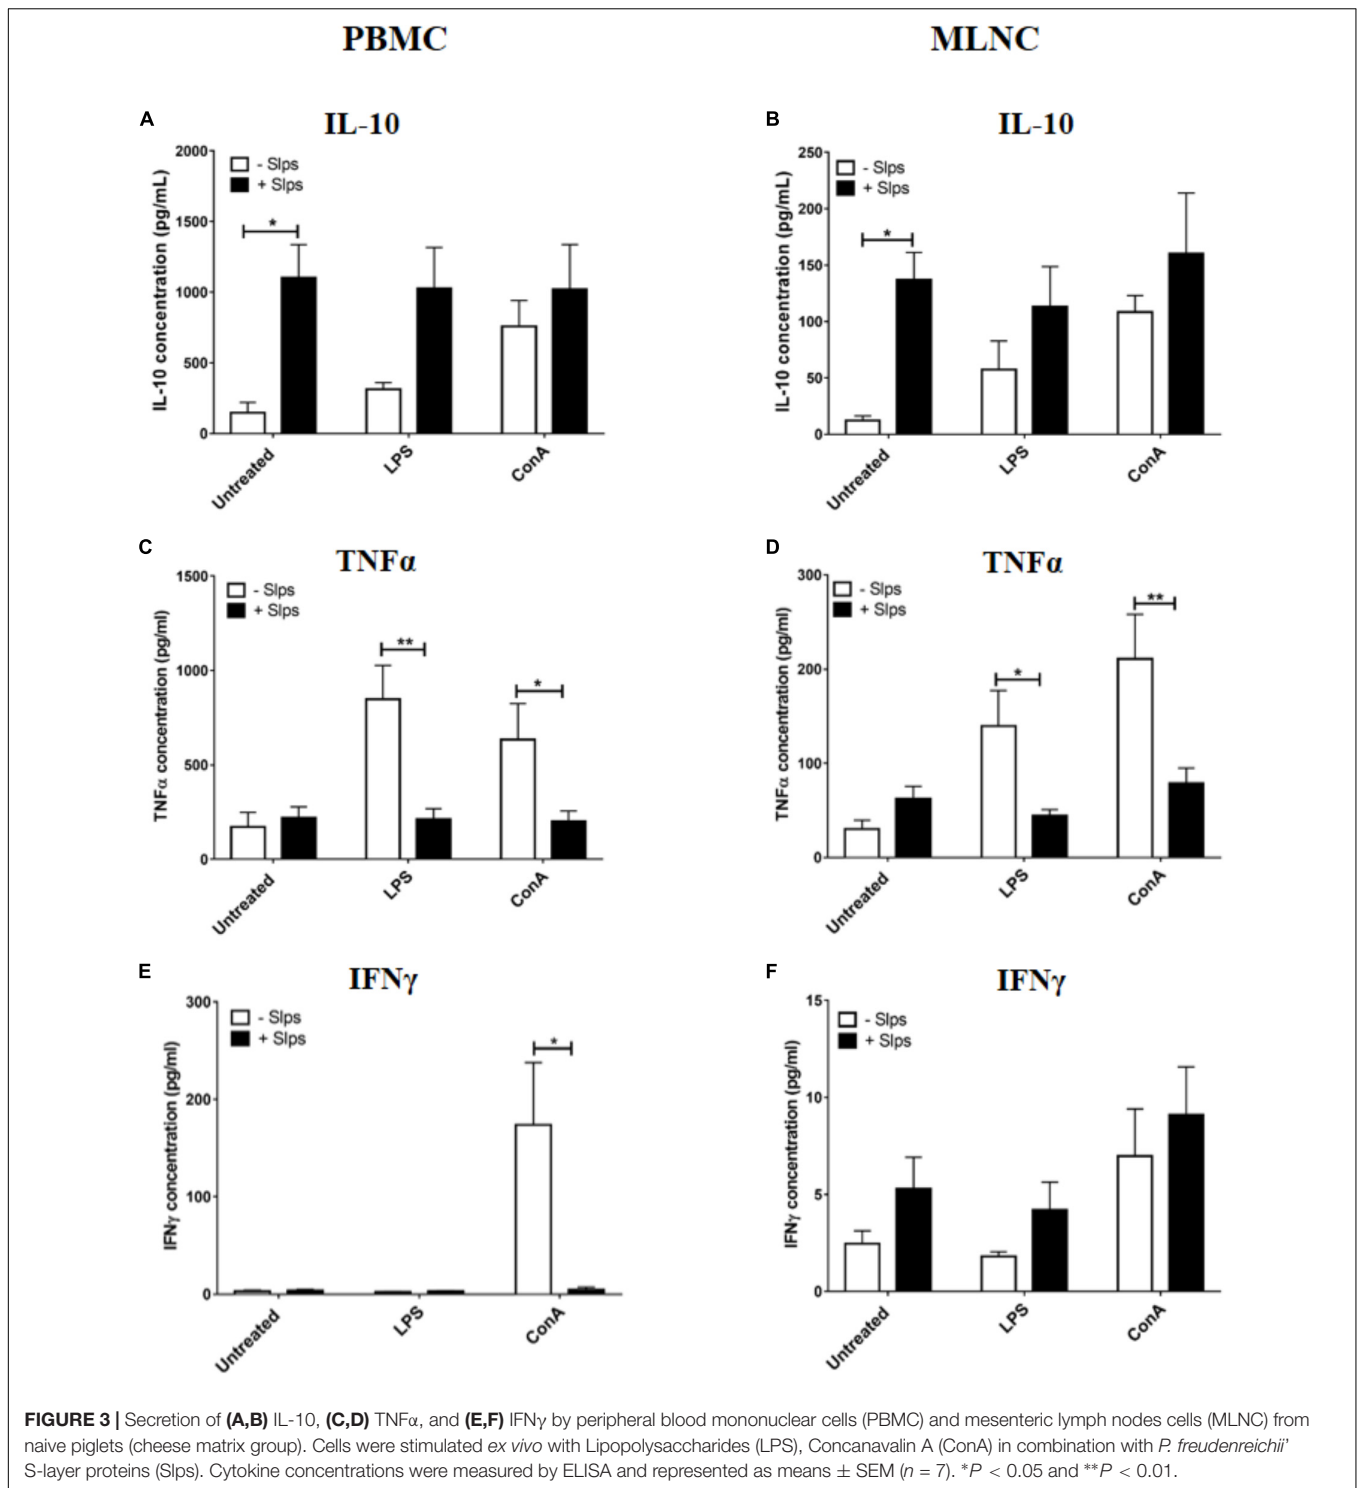 PBMC
MLNC
A
IL-10
IL-10 concentration (pg/mL)
2000
1500
1000
500
0
- Slps
+ Slps
*
Untreated
LPS
ConA
B
IL-10
IL-10 concentration (pg/mL)
250
200
150
100
50
0
- Slps
+ Slps
*
Untreated
LPS
ConA
C
TNFα
TNFα concentration (pg/ml)
1500
1000
500
0
- Slps
+ Slps
**
*
Untreated
LPS
ConA
D
TNFα
TNFα concentration (pg/ml)
300
200
100
0
- Slps
+ Slps
*
**
Untreated
LPS
ConA
E
IFNγ
IFNγ concentration (pg/ml)
300
200
100
0
- Slps
+ Slps
*
Untreated
LPS
ConA
F
IFNγ
IFNγ concentration (pg/ml)
15
10
5
0
- Slps
+ Slps
Untreated
LPS
ConA
FIGURE 3 | Secretion of (A,B) IL-10, (C,D) TNFα, and (E,F) IFNγ by peripheral blood mononuclear cells (PBMC) and mesenteric lymph nodes cells (MLNC) from
naive piglets (cheese matrix group). Cells were stimulated ex vivo with Lipopolysaccharides (LPS), Concanavalin A (ConA) in combination with P. freudenreichii'
S-layer proteins (Slps). Cytokine concentrations were measured by ELISA and represented as means ± SEM (n = 7). *P < 0.05 and **P < 0.01.